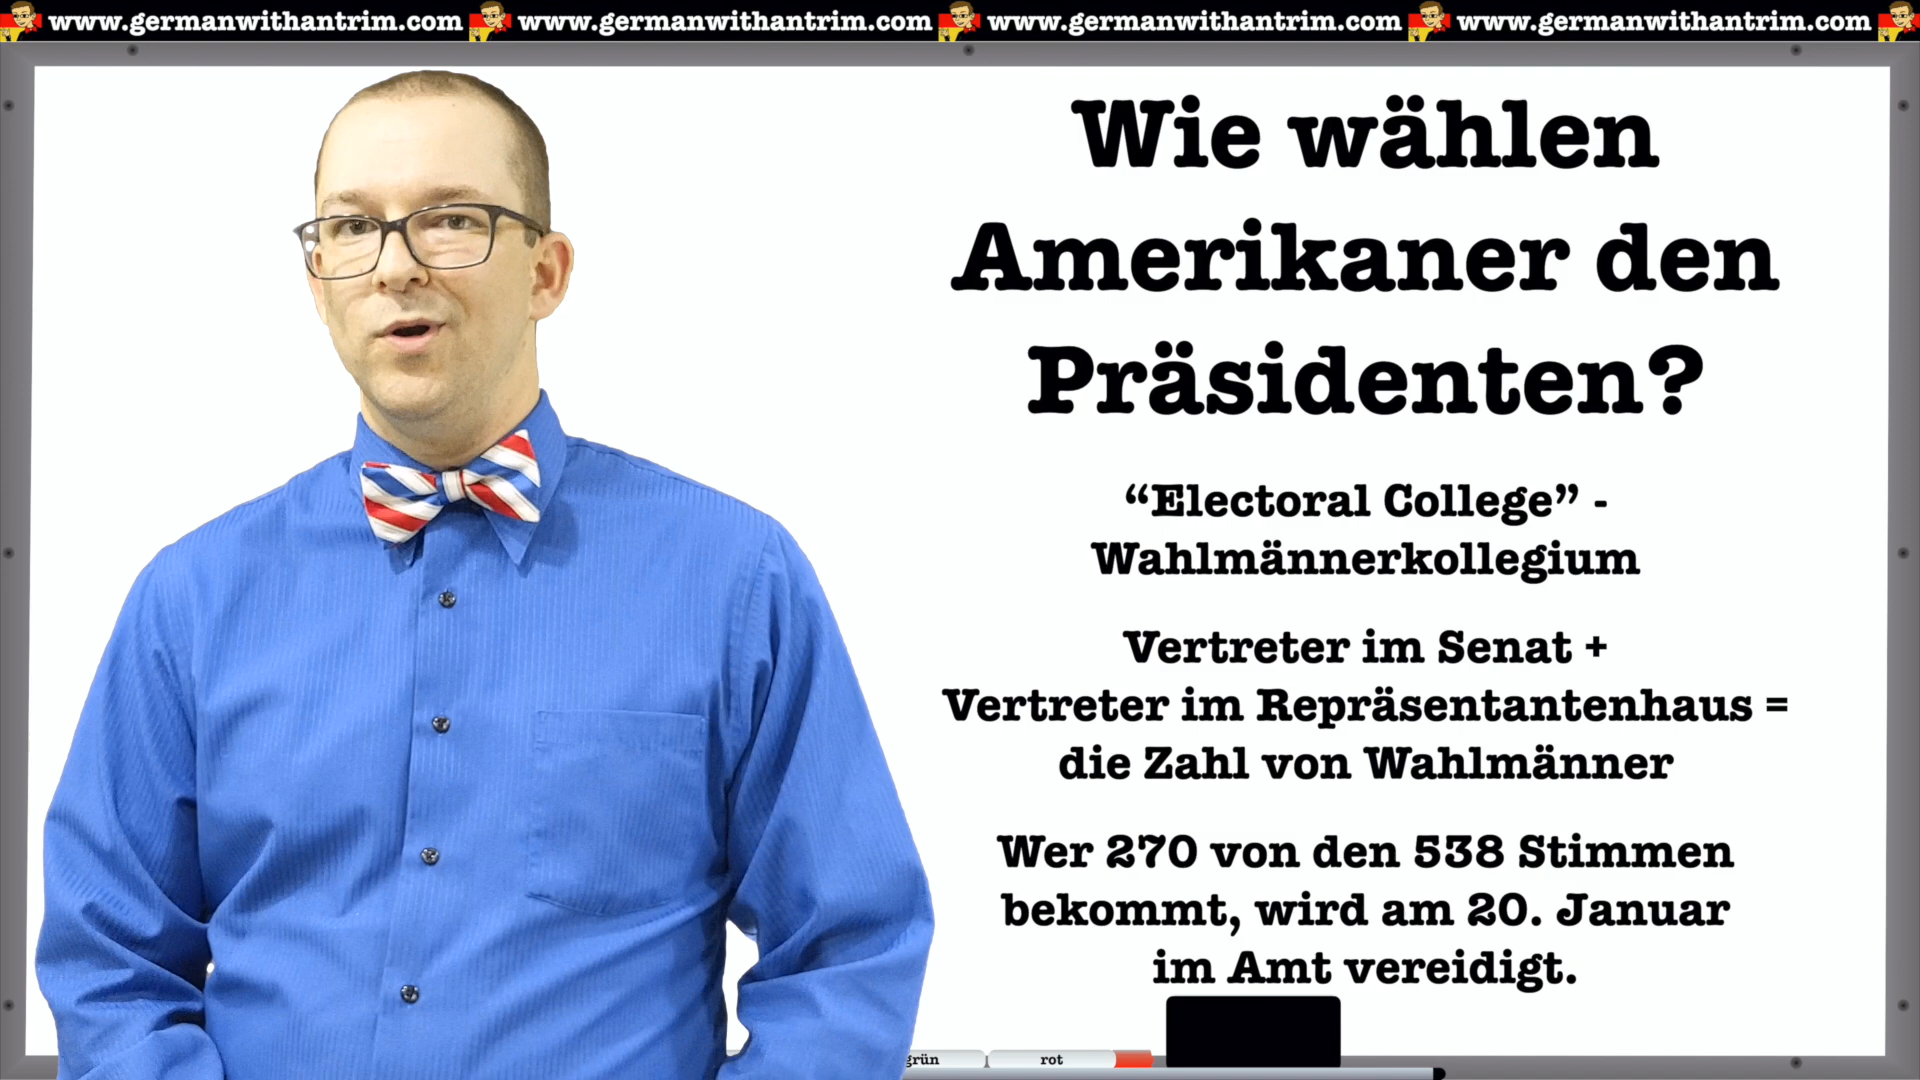 www.germanwithantrim.com www.germanwithantrim.com www.germanwithantrim.com www.germanwithantrim.com
Wie wählen
Amerikaner den
Präsidenten?
“Electoral College” -
Wahlmännerkollegium
Vertreter im Senat +
Vertreter im Repräsentantenhaus =
die Zahl von Wahlmänner
Wer 270 von den 538 Stimmen
bekommt, wird am 20. Januar
im Amt vereidigt.
grün rot